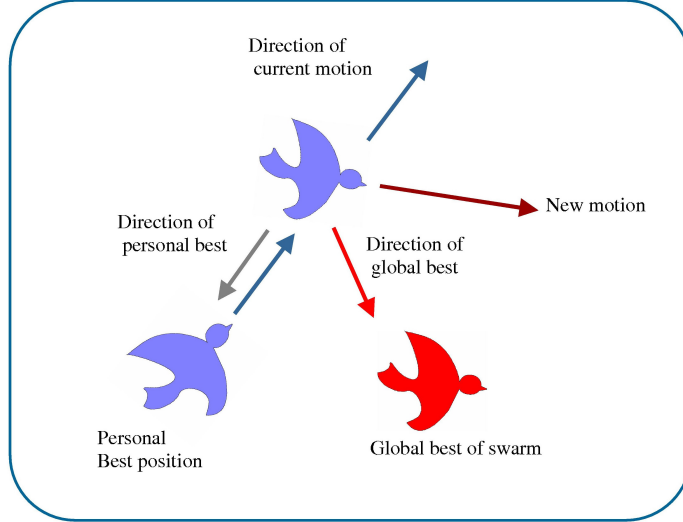 Direction of
current motion
New motion
Direction of
personal best
Direction of
global best
Personal
Best position
Global best of swarm